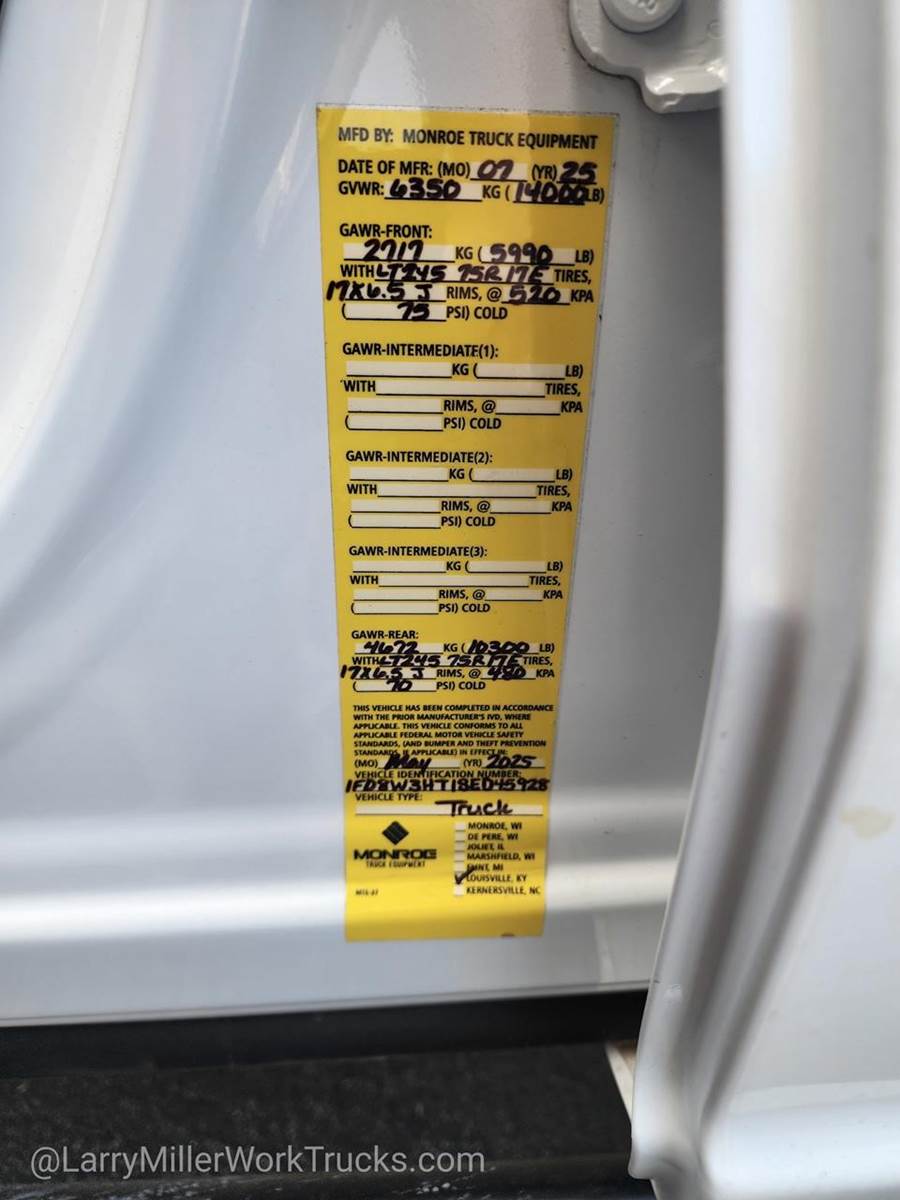 MFD BY: MONROE TRUCK EQUIPMENT
DATE OF MFR: (MO) 07 (YR) 25
GVWR: 6350 KG ( 14000 LB)
GAWR-FRONT:
2717 KG ( 5990 LB)
WITH LT245 75R 17E TIRES,
17X6.5 J RIMS, @ 520 KPA
( 75 PSI) COLD
GAWR-INTERMEDIATE(1):
KG ( LB)
WITH TIRES,
RIMS, @ KPA
( PSI) COLD
GAWR-INTERMEDIATE(2):
KG ( LB)
WITH TIRES,
RIMS, @ KPA
( PSI) COLD
GAWR-INTERMEDIATE(3):
KG ( LB)
WITH TIRES,
RIMS, @ KPA
( PSI) COLD
GAWR-REAR:
4672 KG ( 10300 LB)
WITH LT245 75R 17E TIRES,
17X6.5 J RIMS, @ 480 KPA
( 70 PSI) COLD
THIS VEHICLE HAS BEEN COMPLETED IN ACCORDANCE
WITH THE PRIOR MANUFACTURER'S IVD, WHERE
APPLICABLE. THIS VEHICLE CONFORMS TO ALL
APPLICABLE FEDERAL MOTOR VEHICLE SAFETY
STANDARDS, (AND BUMPER AND THEFT PREVENTION
STANDARDS, IF APPLICABLE) IN EFFECT IN:
(MO) May (YR) 2025
VEHICLE IDENTIFICATION NUMBER:
1FD8W3HT1SED45928
VEHICLE TYPE: Truck
MONROE
TRUCK EQUIPMENT
MONROE, WI
DE PERE, WI
JOLIET, IL
MARSHFIELD, WI
FLINT, MI
LOUISVILLE, KY
KERNERSVILLE, NC
@LarryMillerWorkTrucks.com